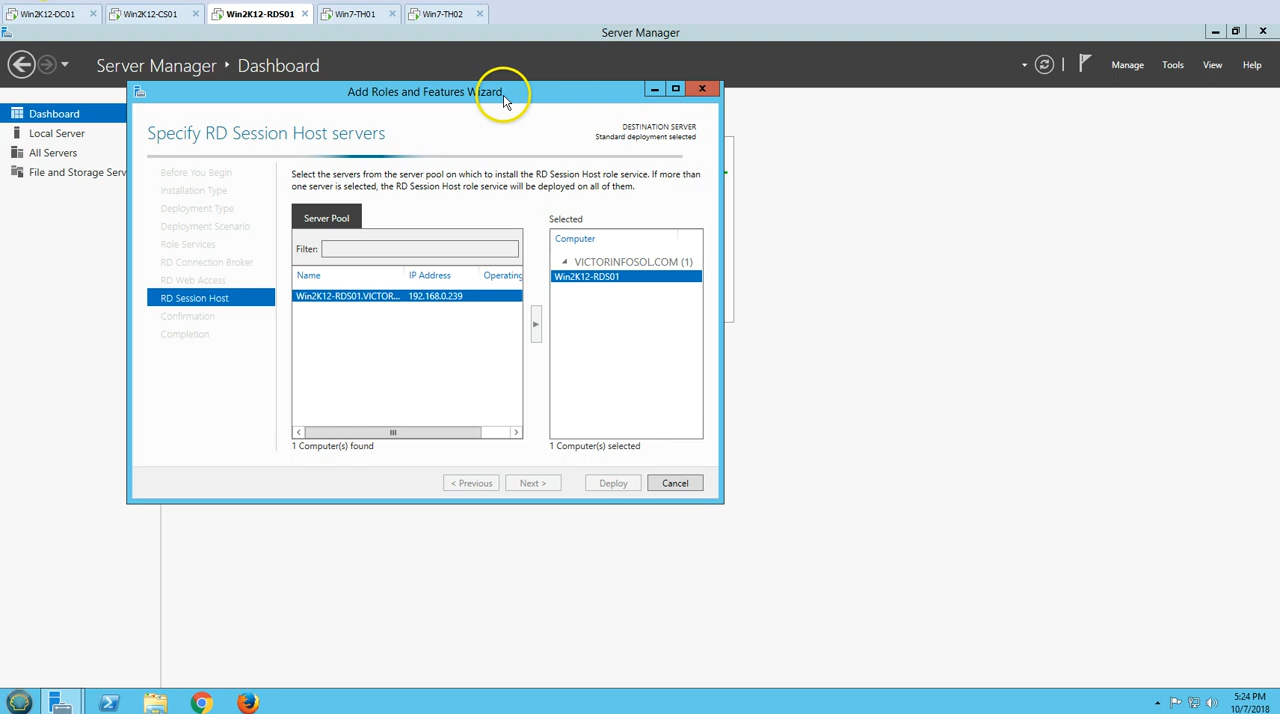 Win2K12-DC01
Win2K12-CS01
Win2K12-RDS01
Win7-TH01
Win7-TH02
Server Manager
Server Manager
Dashboard
Manage
Tools
View
Help
Dashboard
Local Server
All Servers
File and Storage Serv
Add Roles and Features Wizard
Specify RD Session Host servers
DESTINATION SERVER
Standard deployment selected
Before You Begin
Installation Type
Deployment Type
Deployment Scenario
Role Services
RD Connection Broker
RD Web Access
RD Session Host
Confirmation
Completion
Select the servers from the server pool on which to install the RD Session Host role service. If more
than one server is selected, the RD Session Host role service will be deployed on all of them.
Server Pool
Filter:
Name IP Address Operating
Win2K12-RDS01.VICTOR... 192.168.0.239
1 Computer(s) found
Selected
Computer
VICTORINFOSOL.COM (1)
Win2K12-RDS01
1 Computer(s) selected
< Previous
Next >
Deploy
Cancel
5:24 PM
10/7/2018